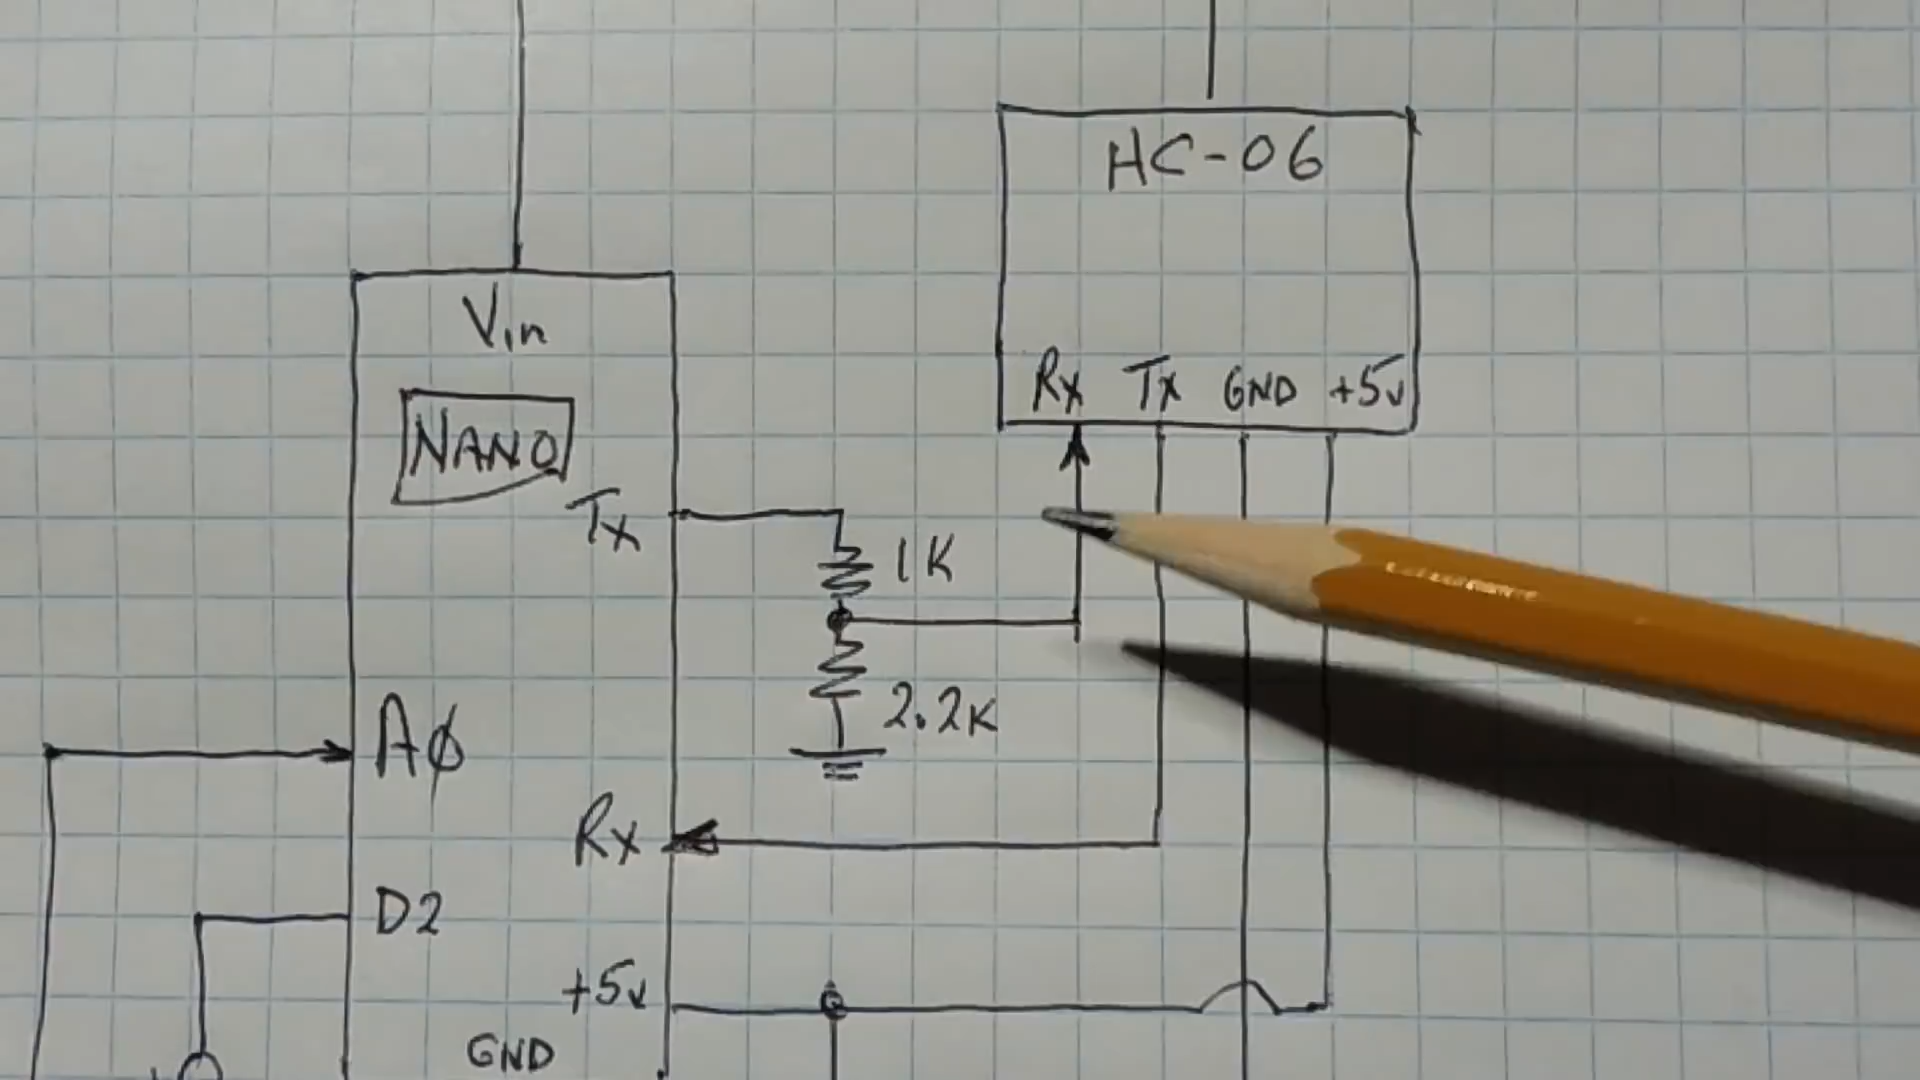 HC-06
Rx Tx GND +5v
Vin
NANO
Tx
1K
2.2K
AØ
Rx
D2
+5v
GND